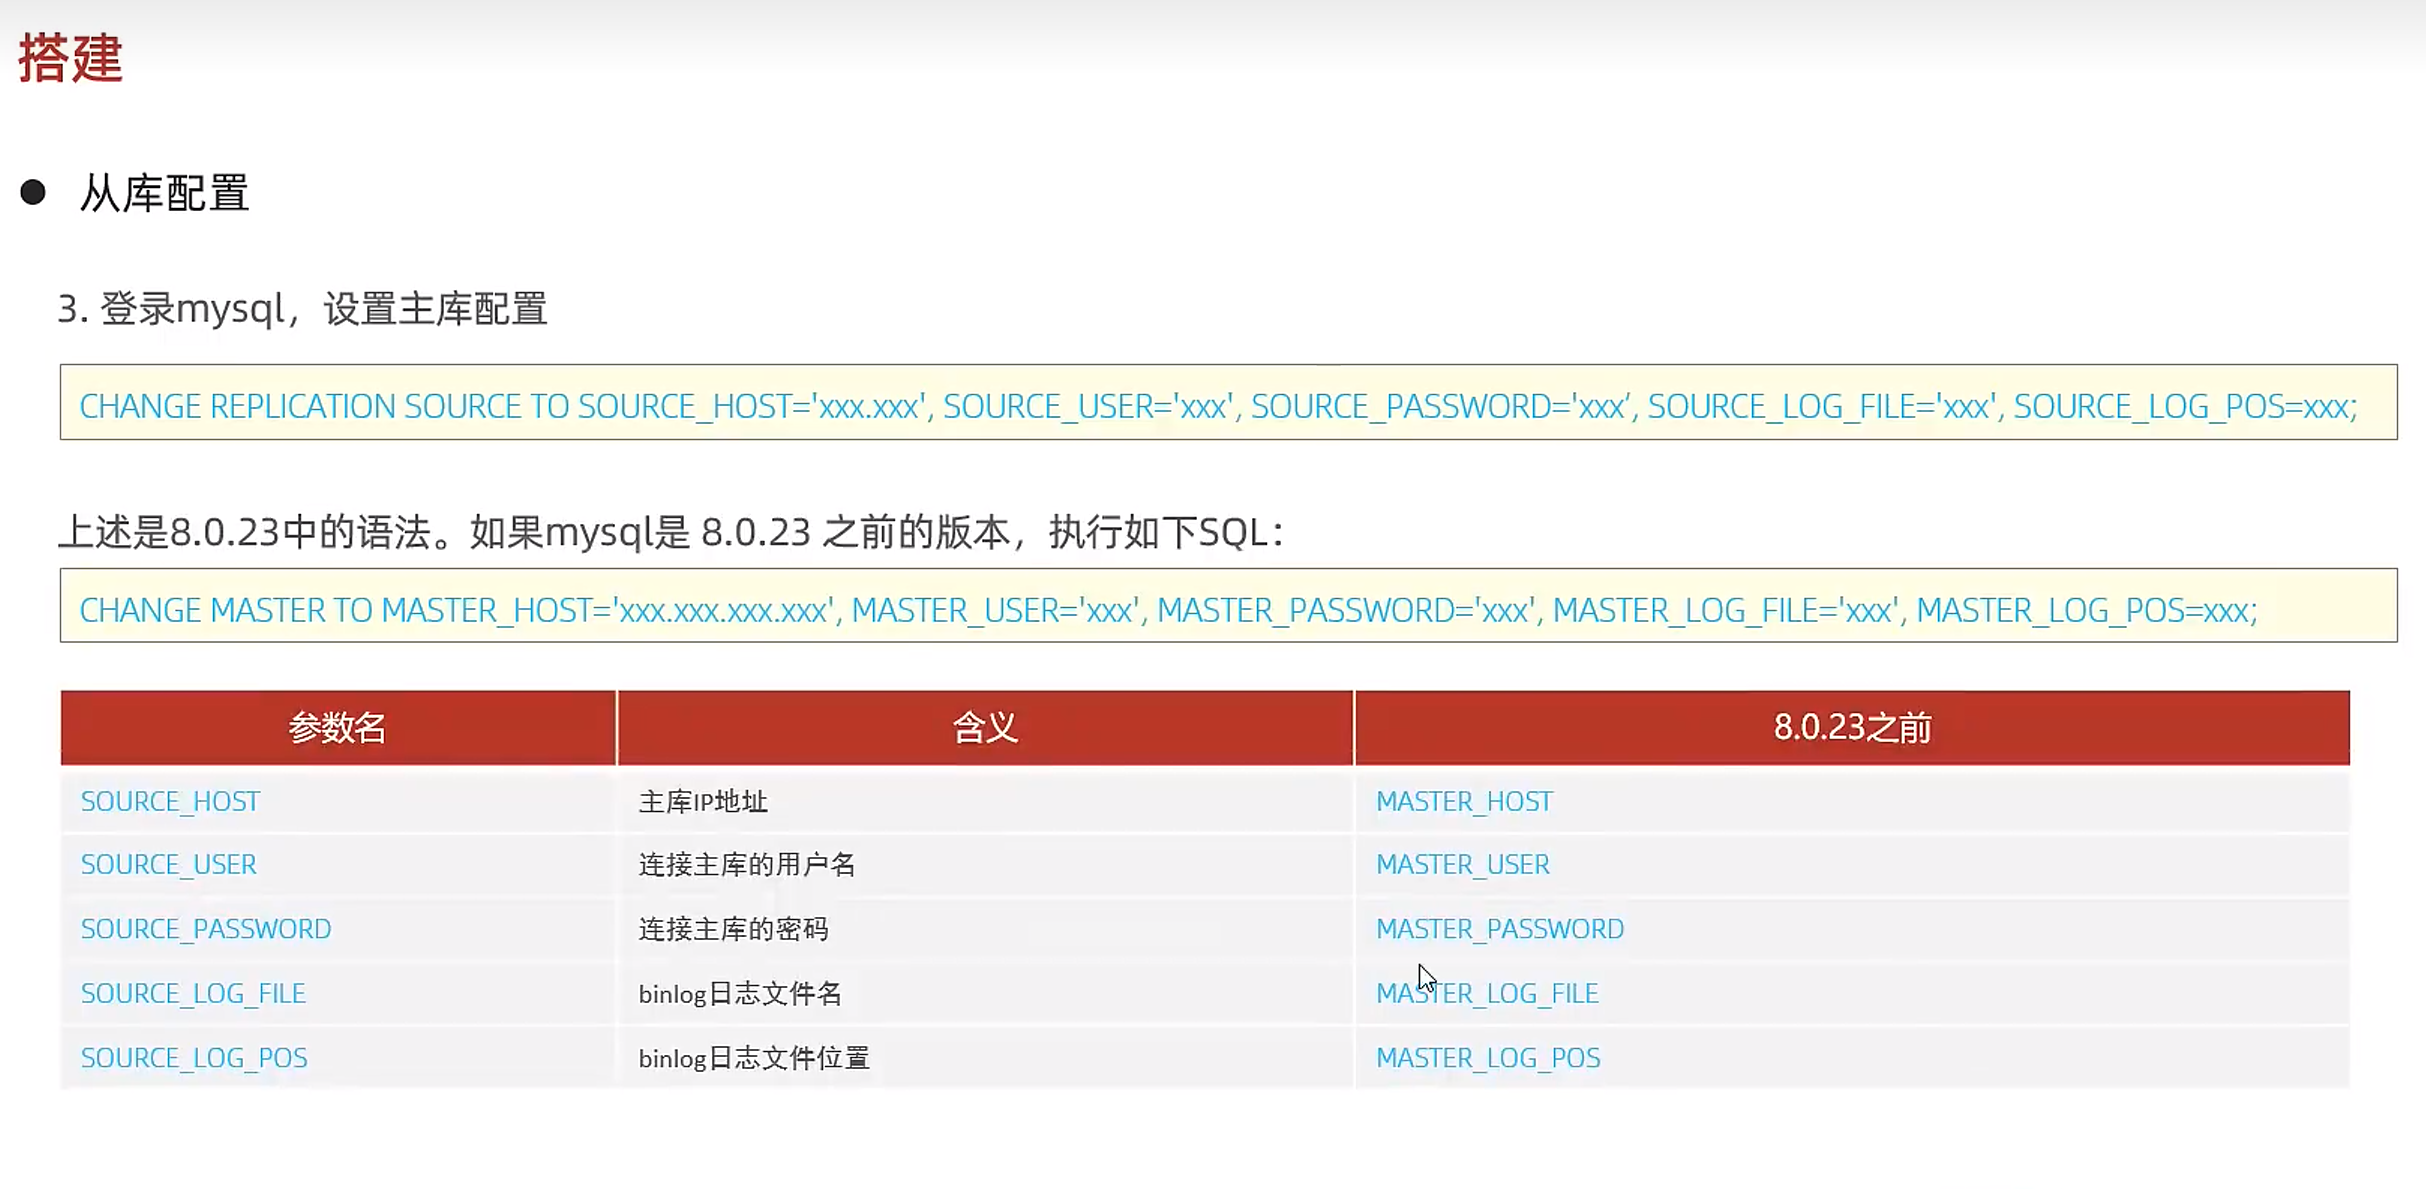 搭建
● 从库配置
3. 登录mysql，设置主库配置
CHANGE REPLICATION SOURCE TO SOURCE_HOST='xxx.xxx', SOURCE_USER='xxx', SOURCE_PASSWORD='xxx’, SOURCE_LOG_FILE='xxx', SOURCE_LOG_POS=xxx;
上述是8.0.23中的语法。如果mysql是 8.0.23 之前的版本，执行如下SQL：
CHANGE MASTER TO MASTER_HOST='xxx.xxx.xxx.xxx', MASTER_USER='xxx', MASTER_PASSWORD='xxx', MASTER_LOG_FILE='xxx', MASTER_LOG_POS=xxx;
参数名 含义 8.0.23之前
SOURCE_HOST 主库IP地址 MASTER_HOST
SOURCE_USER 连接主库的用户名 MASTER_USER
SOURCE_PASSWORD 连接主库的密码 MASTER_PASSWORD
SOURCE_LOG_FILE binlog日志文件名 MASTER_LOG_FILE
SOURCE_LOG_POS binlog日志文件位置 MASTER_LOG_POS